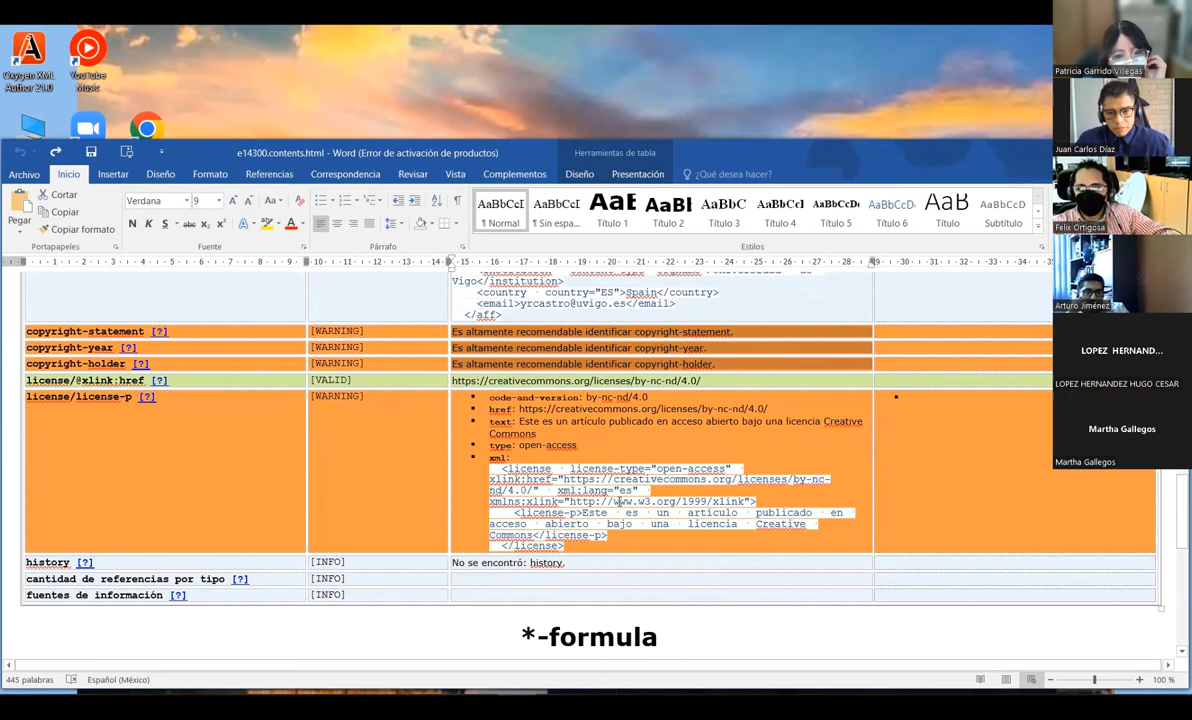 Oxygen XML
Author 21.0
YouTube
Music
e14300.contents.html - Word (Error de activación de productos)
Herramientas de tabla
Archivo
Inicio
Insertar
Diseño
Formato
Referencias
Correspondencia
Revisar
Vista
Complementos
Diseño
Presentación
¿Qué desea hacer?
Pegar
Cortar
Copiar
Copiar formato
Portapapeles
Verdana
9
Fuente
Párrafo
AaBbCcI
¶ Normal
AaBbCcDc
¶ Sin espa...
AaE
Título 1
AaBb
Título 2
AaBbC
Título 3
AaBbCcD
Título 4
AaBbCcDc
Título 5
AaBbCcDc
Título 6
AaB
Título
AaBbCcD
Subtítulo
Estilos
Vigo</institution>
<country country="ES">Spain</country>
<email>yrcastro@uvigo.es</email>
</aff>
copyright-statement [?]
[WARNING]
Es altamente recomendable identificar copyright-statement.
copyright-year [?]
[WARNING]
Es altamente recomendable identificar copyright-year.
copyright-holder [?]
[WARNING]
Es altamente recomendable identificar copyright-holder.
license/@xlink:href [?]
[VALID]
https://creativecommons.org/licenses/by-nc-nd/4.0/
license/license-p [?]
[WARNING]
code-and-version: by-nc-nd/4.0
href: https://creativecommons.org/licenses/by-nc-nd/4.0/
text: Este es un artículo publicado en acceso abierto bajo una licencia Creative
Commons
type: open-access
xml:
<license license-type="open-access"
xlink:href="https://creativecommons.org/licenses/by-nc-
nd/4.0/" xml:lang="es"
xmlns:xlink="http://www.w3.org/1999/xlink">
<license-p>Este es un artículo publicado en
acceso abierto bajo una licencia Creative
Commons</license-p>
</license>
history [?]
[INFO]
No se encontró: history.
cantidad de referencias por tipo [?]
[INFO]
fuentes de información [?]
[INFO]
*-formula
445 palabras
Español (México)
100 %
Patricia Garrido Villegas
Juan Carlos Díaz
Felix Ortigosa
Arturo Jiménez
LOPEZ HERNAND...
LOPEZ HERNANDEZ HUGO CESAR
Martha Gallegos
Martha Gallegos